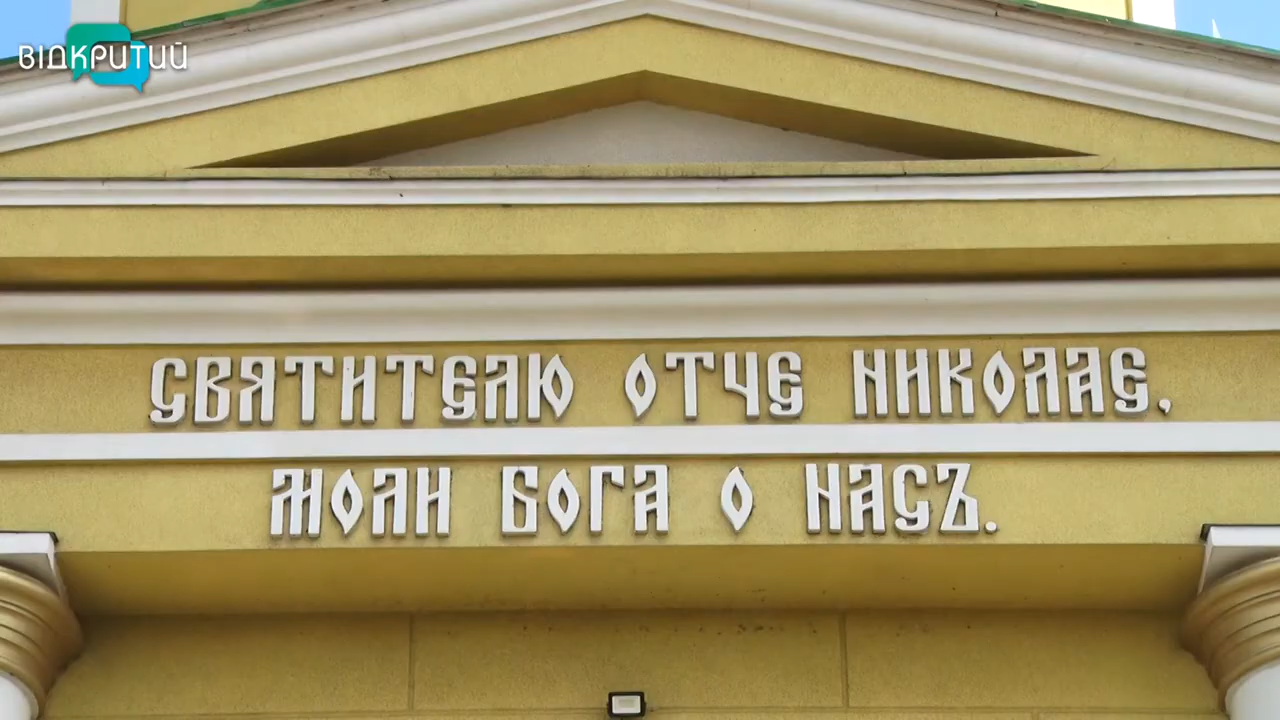 ВІДКРИТИЙ
СВЯТИТЕЛЮ ОТЧЕ НИКОЛАЕ,
МОЛИ БОГА О НАСЪ.